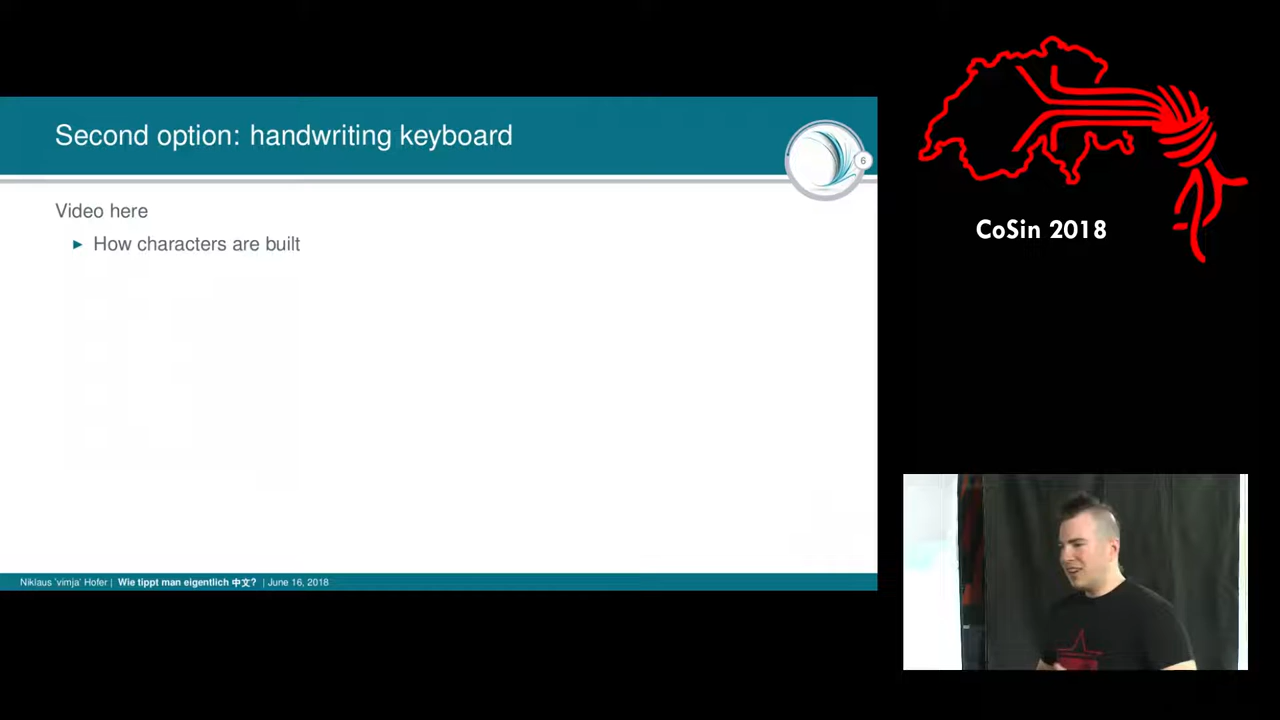 Second option: handwriting keyboard
6
Video here
How characters are built
Niklaus 'vimja' Hofer | Wie tippt man eigentlich 中文? | June 16, 2018
CoSin 2018